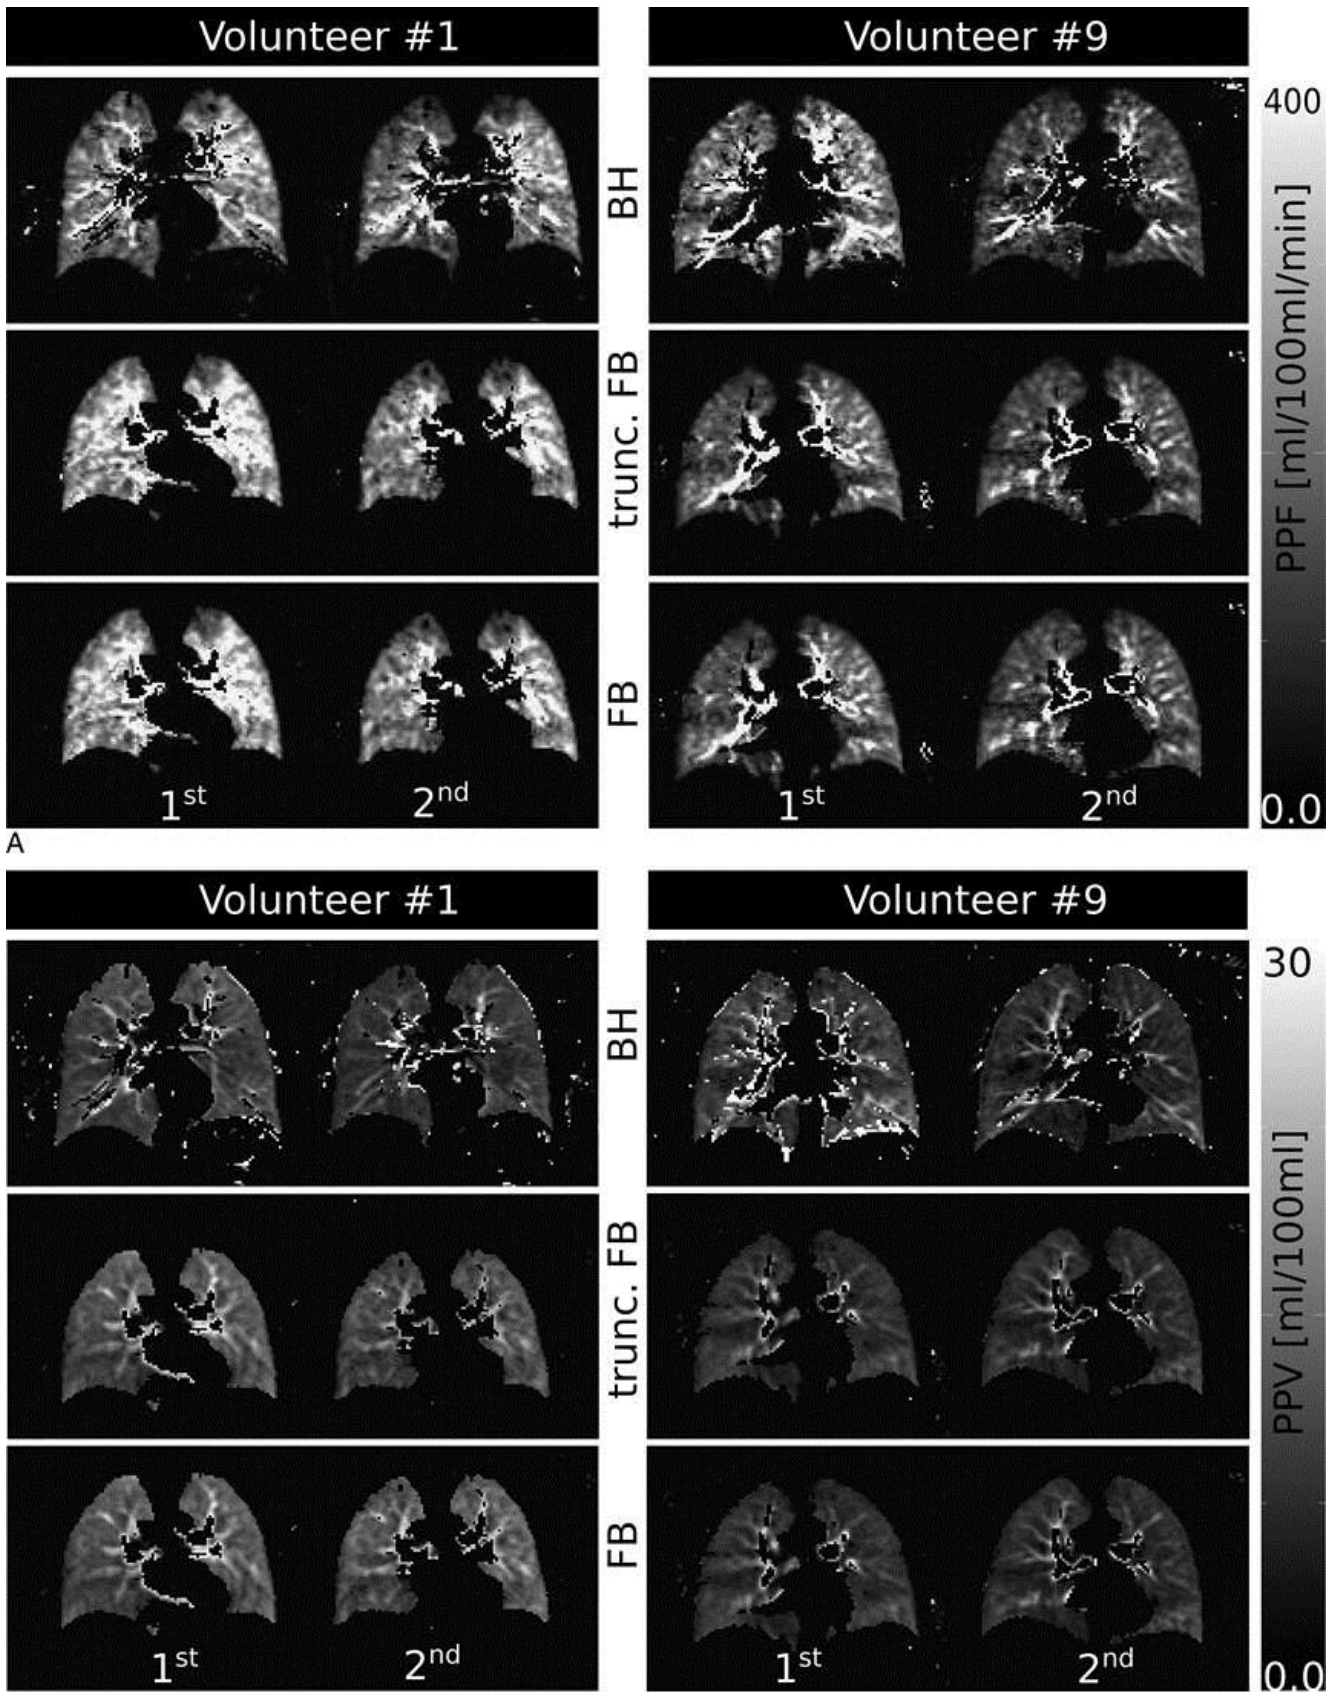 Volunteer #1
Volunteer #9
BH
trunc. FB
FB
1st
2nd
1st
2nd
400
PPF [ml/100ml/min]
0.0
A
Volunteer #1
Volunteer #9
BH
trunc. FB
FB
1st
2nd
1st
2nd
30
PPV [ml/100ml]
0.0